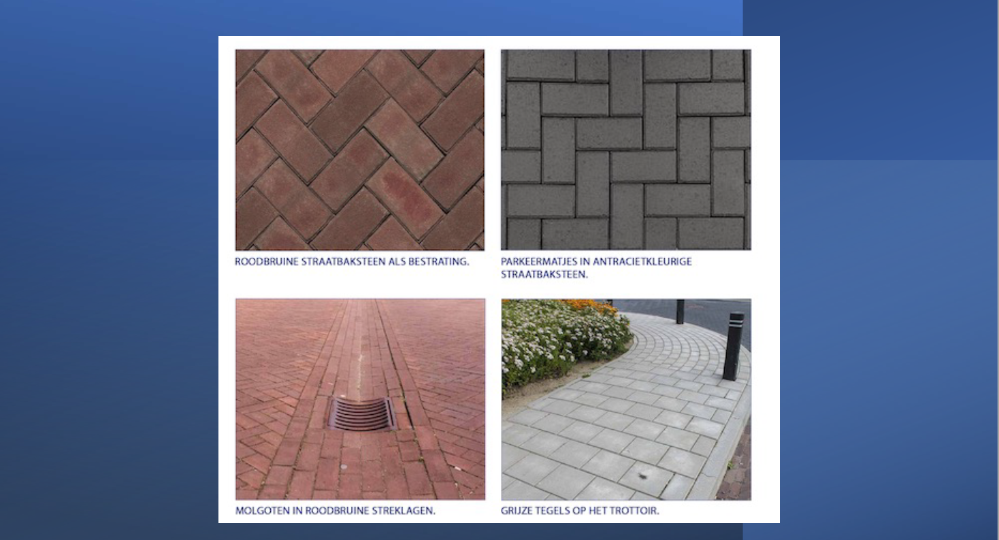 ROODBRUINE STRAATBAKSTEEN ALS BESTRATING.
PARKEERMATJES IN ANTRACIETKLEURIGE
STRAATBAKSTEEN.
MOLGOTEN IN ROODBRUINE STREKLAGEN.
GRIJZE TEGELS OP HET TROTTOIR.